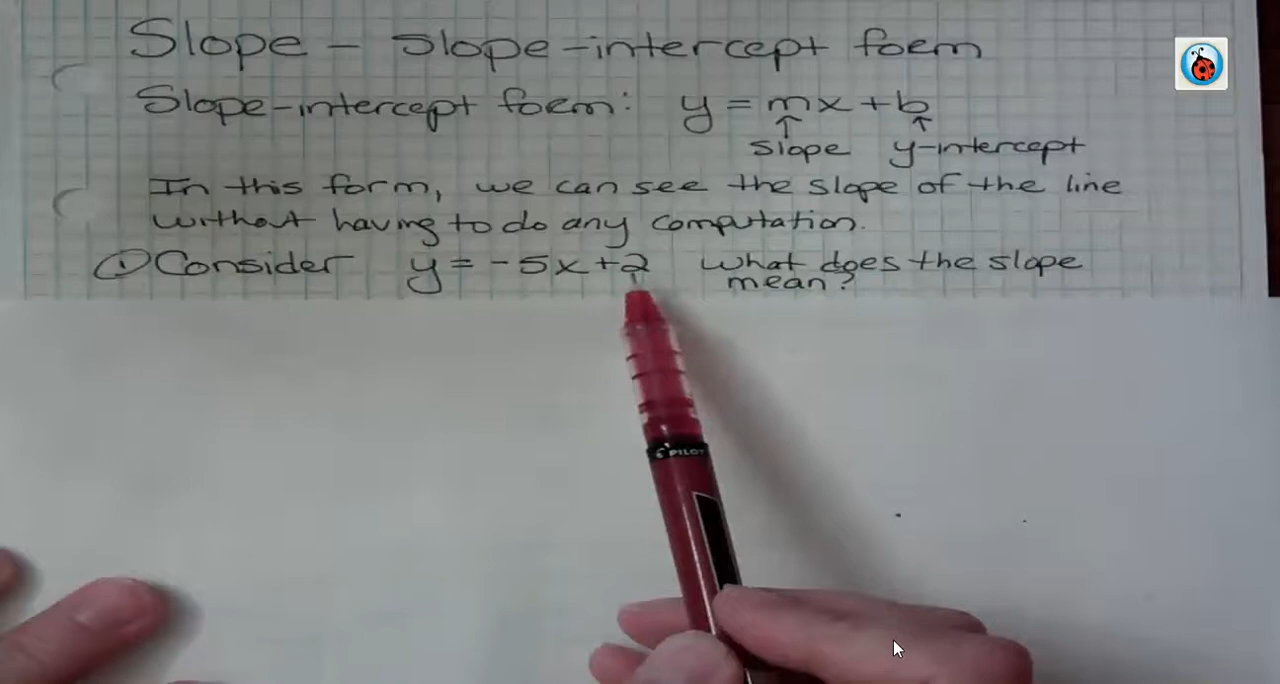 Slope - slope-intercept form
Slope-intercept form: y = mx + b
slope y-intercept
In this form, we can see the slope of the line
without having to do any computation.
① Consider y = -5x + 2 what does the slope
mean?
PILOT